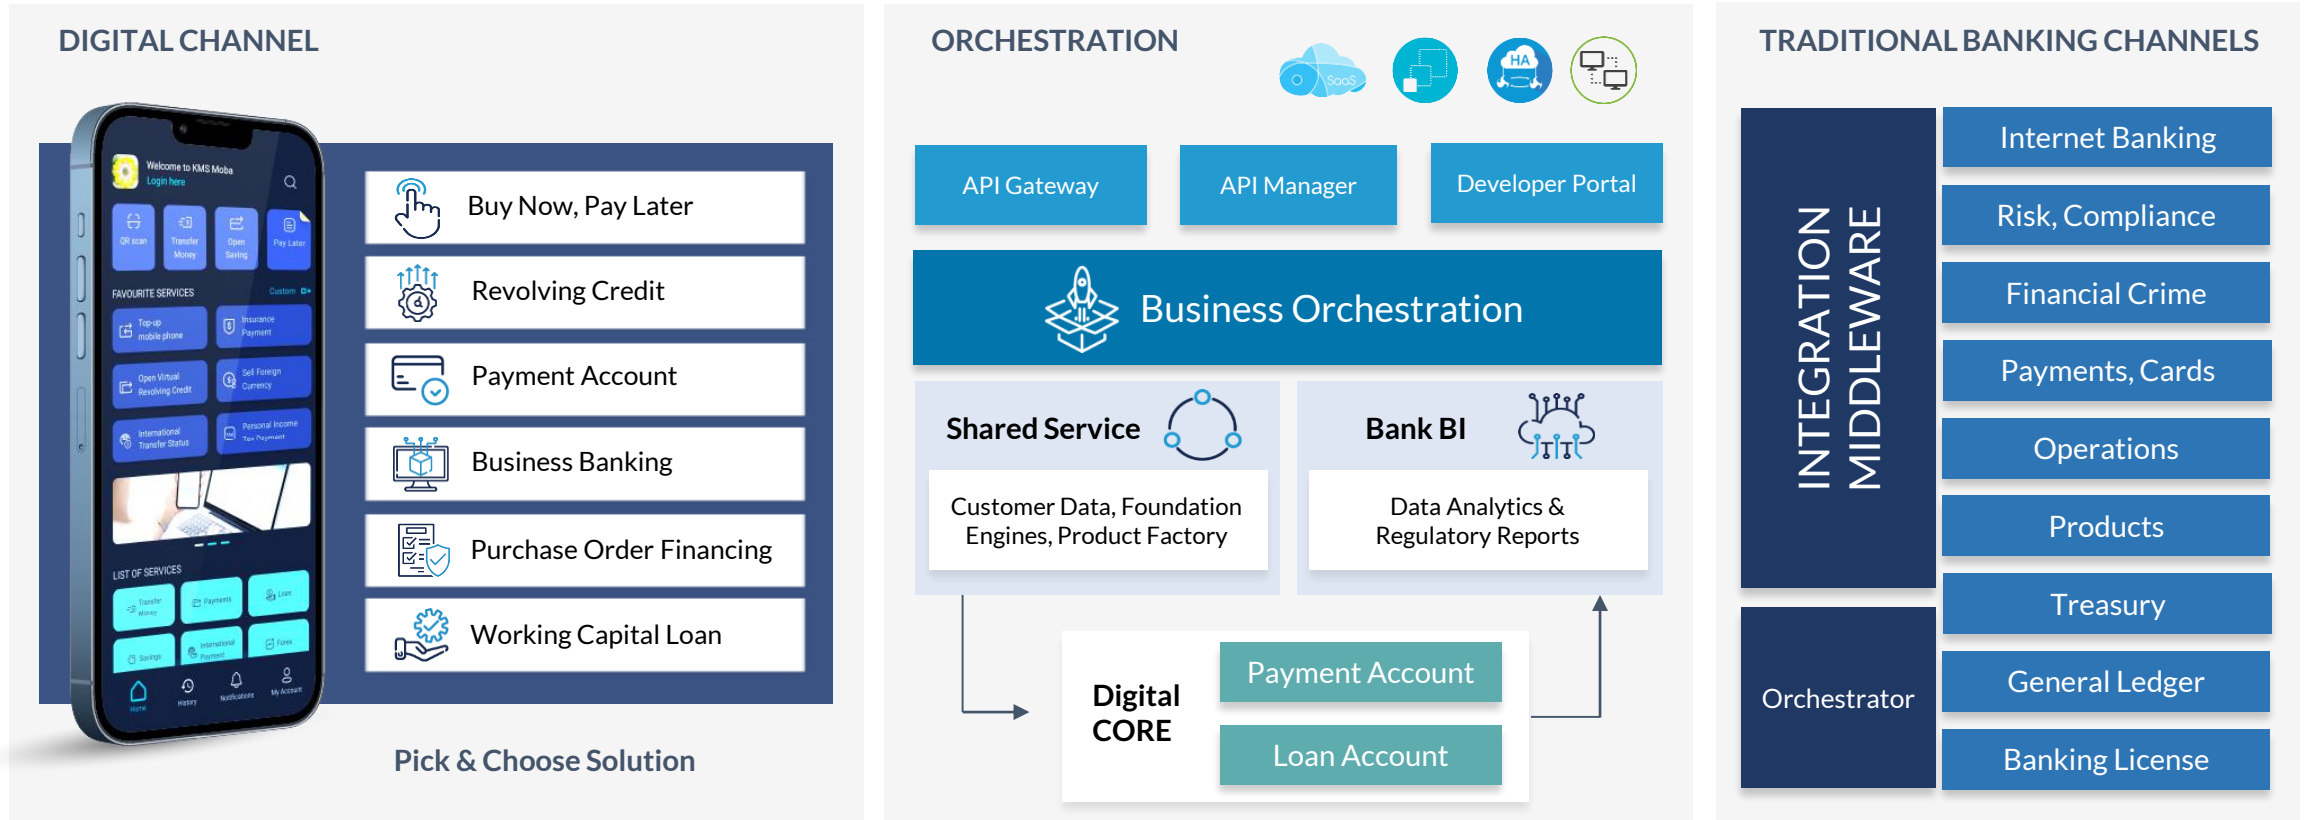 DIGITAL CHANNEL
Welcome to KMS Moba
Login here
QR scan
Transfer
Money
Open
Saving
Pay Later
FAVOURITE SERVICES
Custom
Top-up
mobile phone
Insurance
Payment
Open Virtual
Revolving Credit
Sell Foreign
Currency
International
Transfer Status
Personal Income
Tax Payment
LIST OF SERVICES
Transfer
Money
Payments
Loan
Savings
International
Payment
Forex
Home
History
Notifications
My Account
Buy Now, Pay Later
Revolving Credit
Payment Account
Business Banking
Purchase Order Financing
Working Capital Loan
Pick & Choose Solution
ORCHESTRATION
SaaS
HA
API Gateway
API Manager
Developer Portal
Business Orchestration
Shared Service
Customer Data, Foundation
Engines, Product Factory
Bank BI
Data Analytics &
Regulatory Reports
Digital
CORE
Payment Account
Loan Account
TRADITIONAL BANKING CHANNELS
INTEGRATION
MIDDLEWARE
Orchestrator
Internet Banking
Risk, Compliance
Financial Crime
Payments, Cards
Operations
Products
Treasury
General Ledger
Banking License